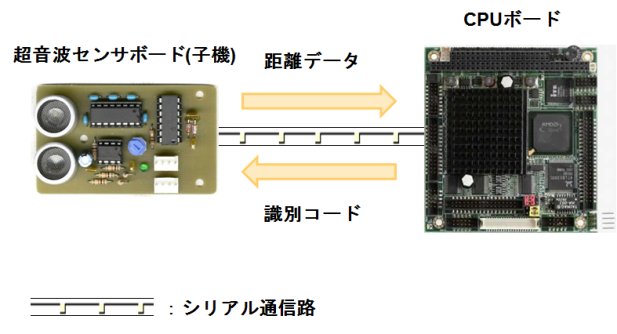 CPUボード
超音波センサボード(子機)
距離データ
識別コード
：シリアル通信路